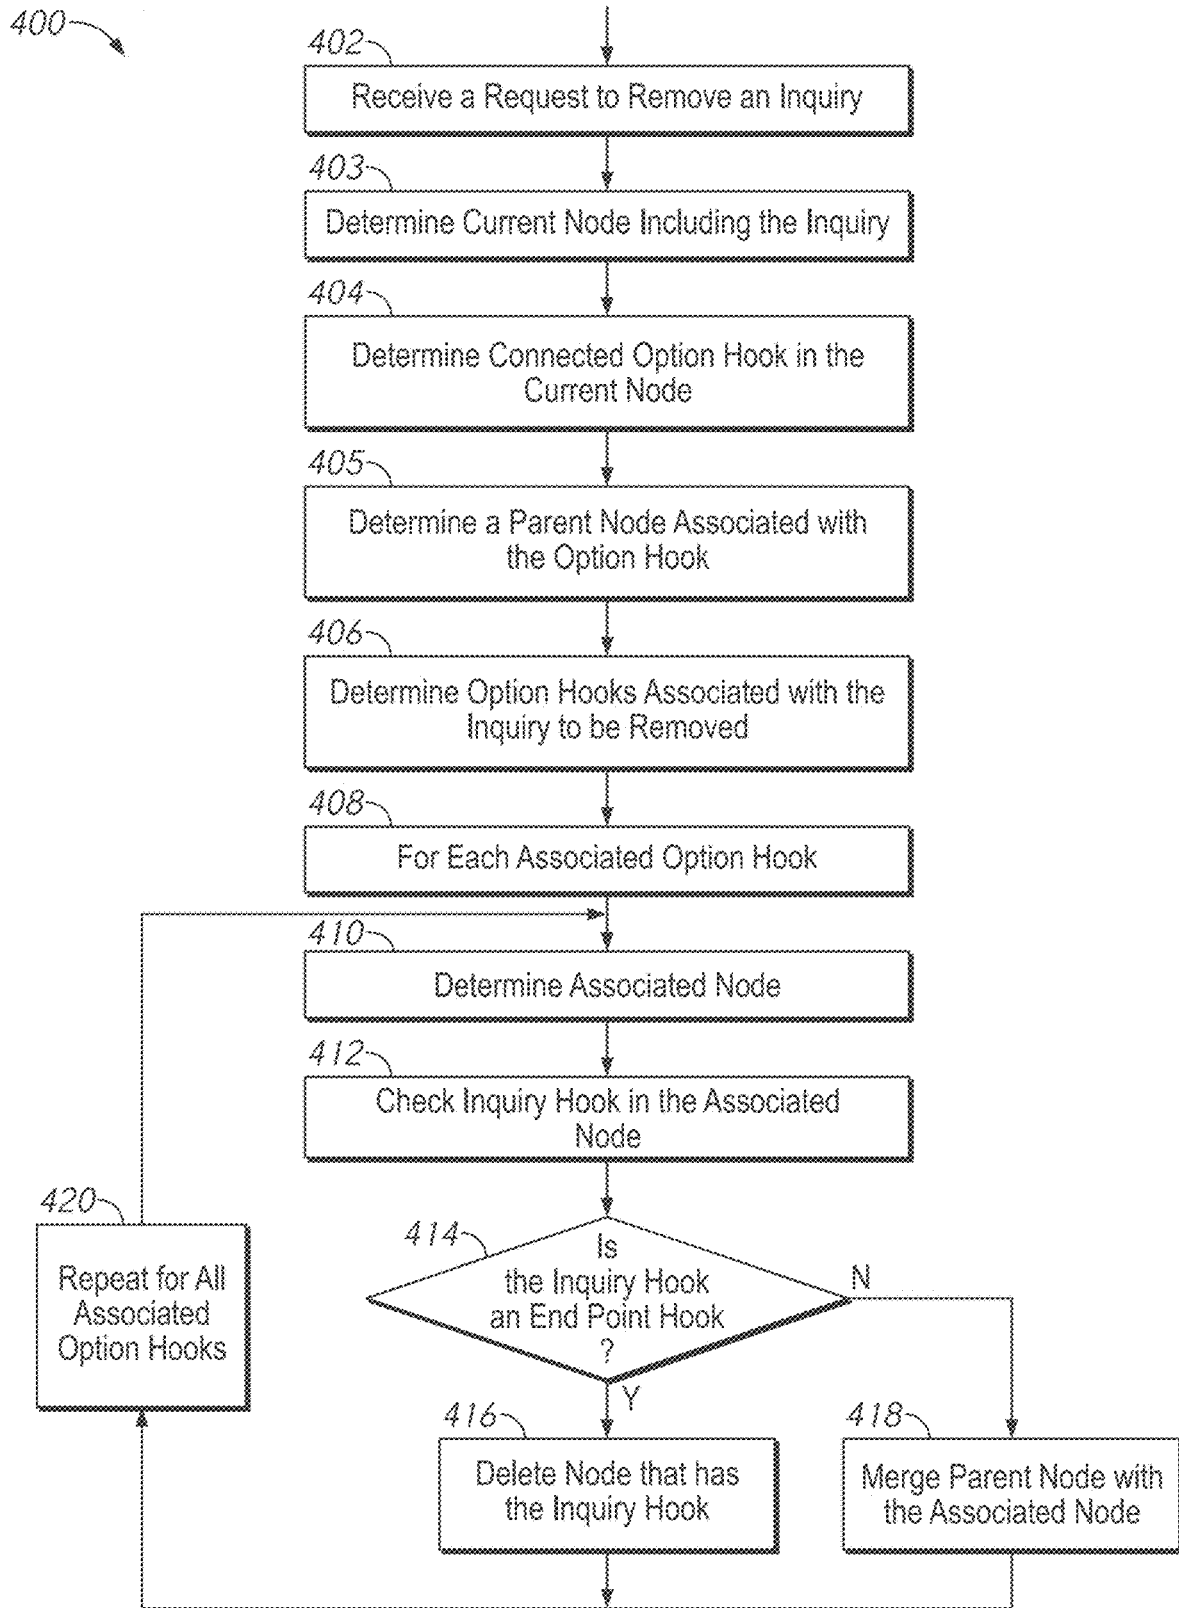 400
402
Receive a Request to Remove an Inquiry
403
Determine Current Node Including the Inquiry
404
Determine Connected Option Hook in the
Current Node
405
Determine a Parent Node Associated with
the Option Hook
406
Determine Option Hooks Associated with the
Inquiry to be Removed
408
For Each Associated Option Hook
410
Determine Associated Node
412
Check Inquiry Hook in the Associated
Node
414
Is
the Inquiry Hook
an End Point Hook
?
N
Y
420
Repeat for All
Associated
Option Hooks
416
Delete Node that has
the Inquiry Hook
418
Merge Parent Node with
the Associated Node